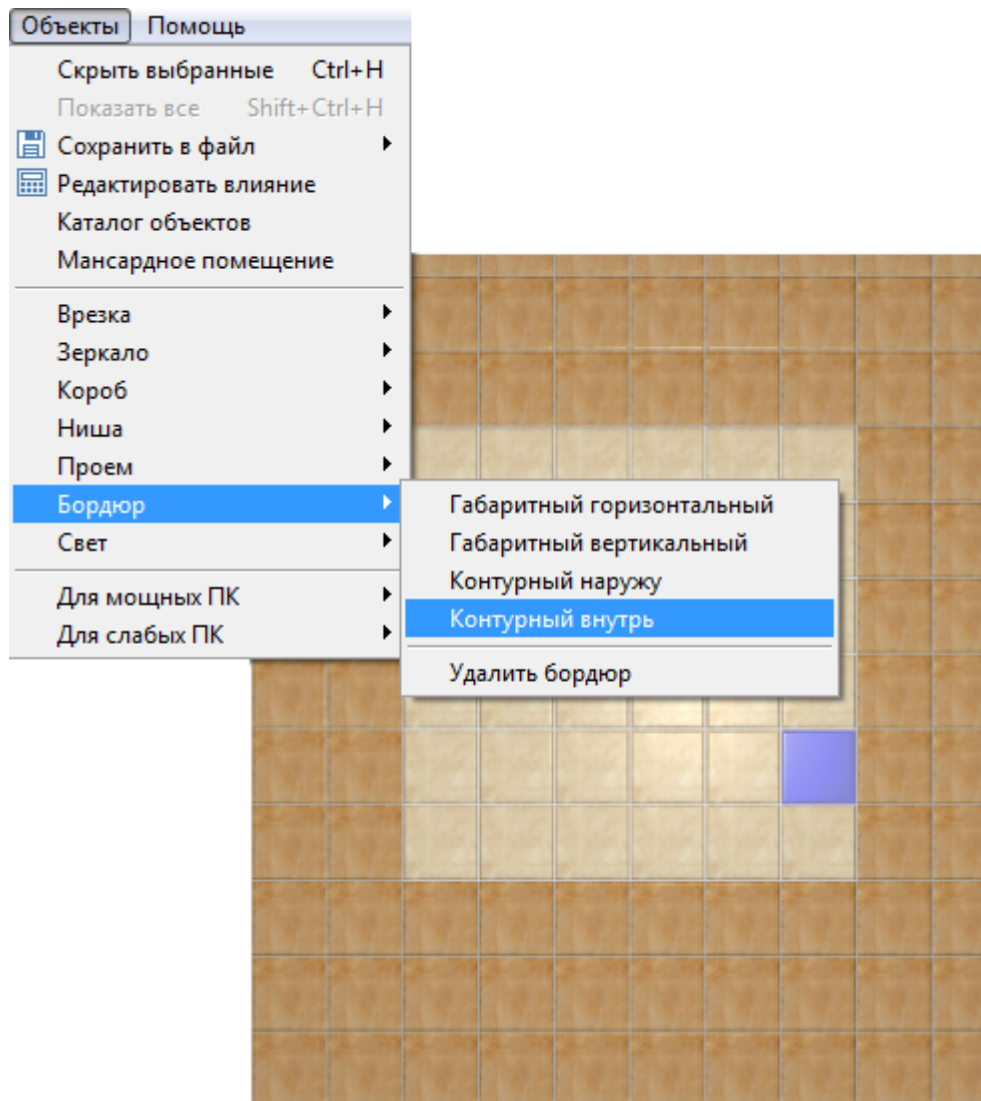 Объекты Помощь
Скрыть выбранные Ctrl+H
Показать все Shift+Ctrl+H
Сохранить в файл
Редактировать влияние
Каталог объектов
Мансардное помещение
Врезка
Зеркало
Короб
Ниша
Проем
Бордюр
Свет
Для мощных ПК
Для слабых ПК
Габаритный горизонтальный
Габаритный вертикальный
Контурный наружу
Контурный внутрь
Удалить бордюр